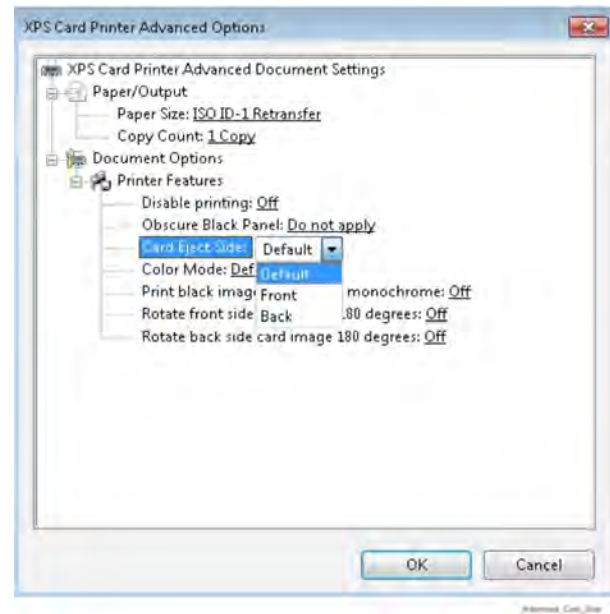 XPS Card Printer Advanced Options
XPS Card Printer Advanced Document Settings
Paper/Output
Paper Size: ISO ID-1 Retransfer
Copy Count: 1 Copy
Document Options
Printer Features
Disable printing: Off
Obscure Black Panel: Do not apply
Card Eject Side: Default
Color Mode: Def Default
Print black imag Front monochrome: Off
Rotate front side Back .80 degrees: Off
Rotate back side card image 180 degrees: Off
OK Cancel